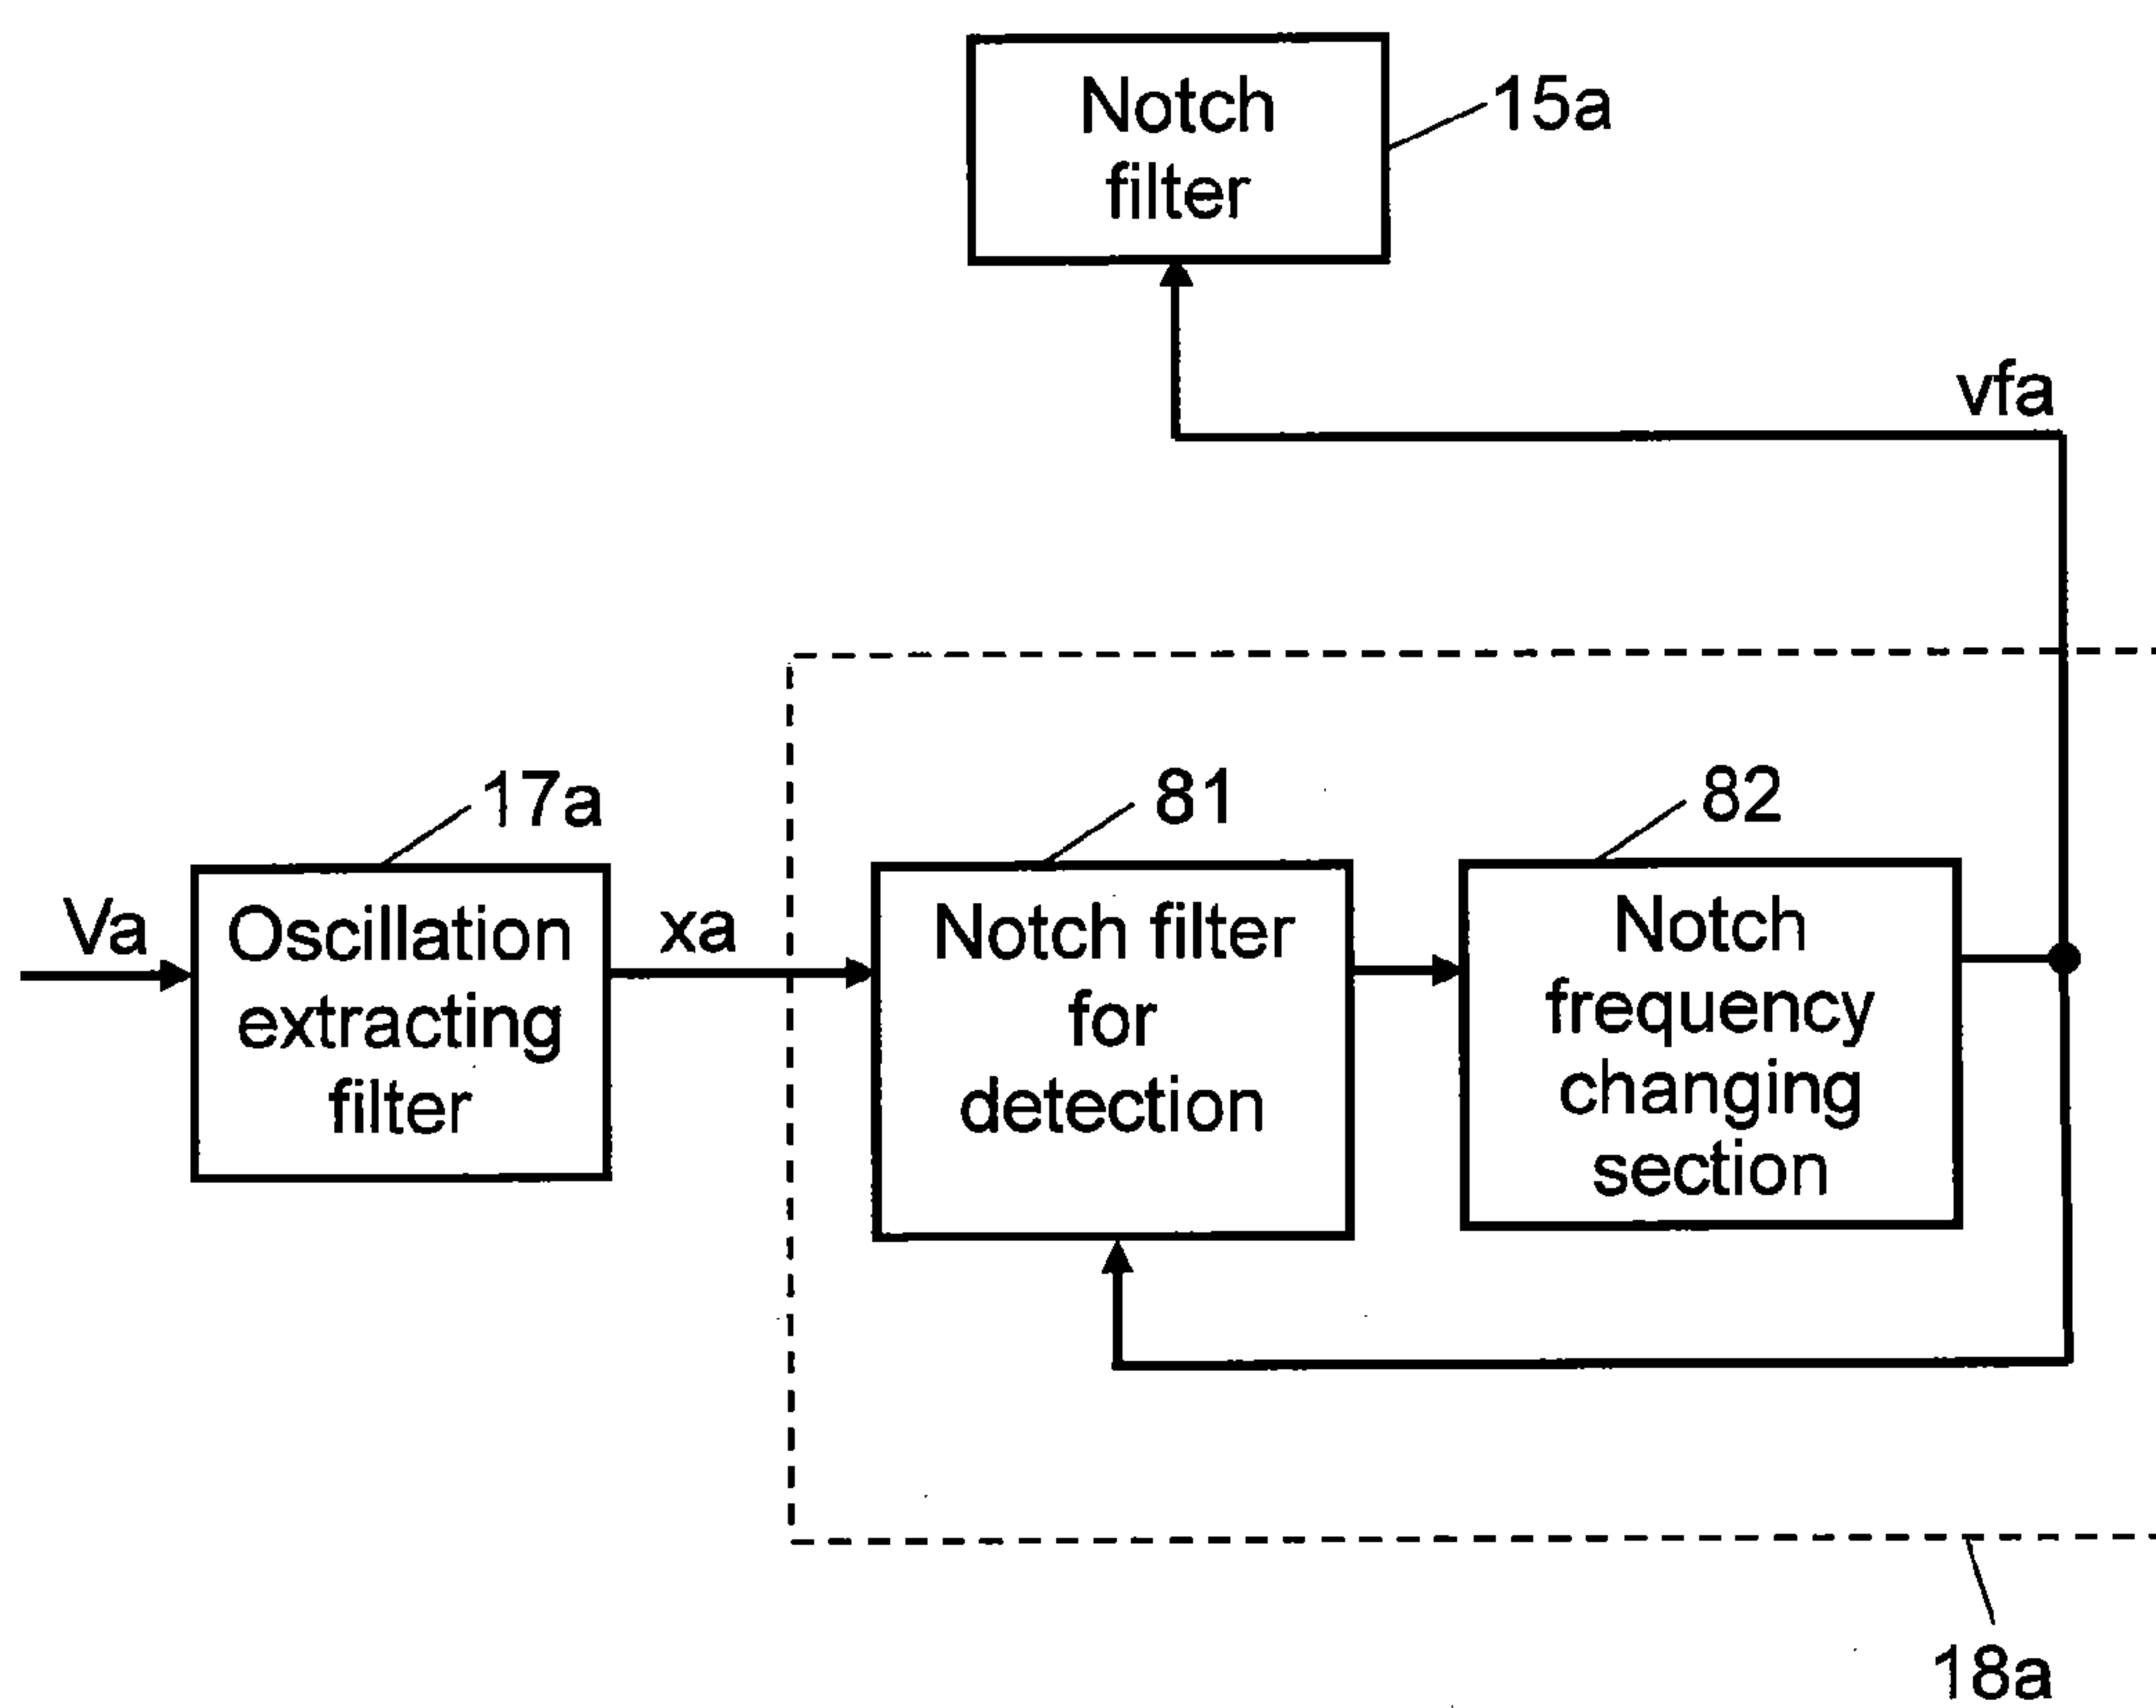 Notch
filter
15a
vfa
17a
81
82
Va
Oscillation
extracting
filter
xa
Notch filter
for
detection
Notch
frequency
changing
section
18a